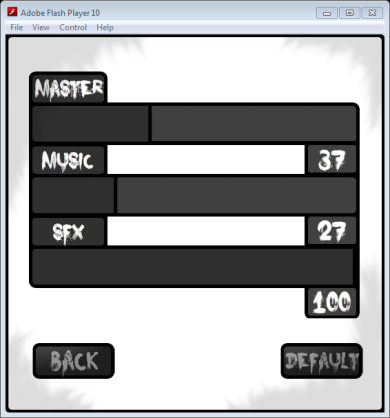 Adobe Flash Player 10
File View Control Help
MASTER
MUSIC 37
SFX 27
100
BACK DEFAULT